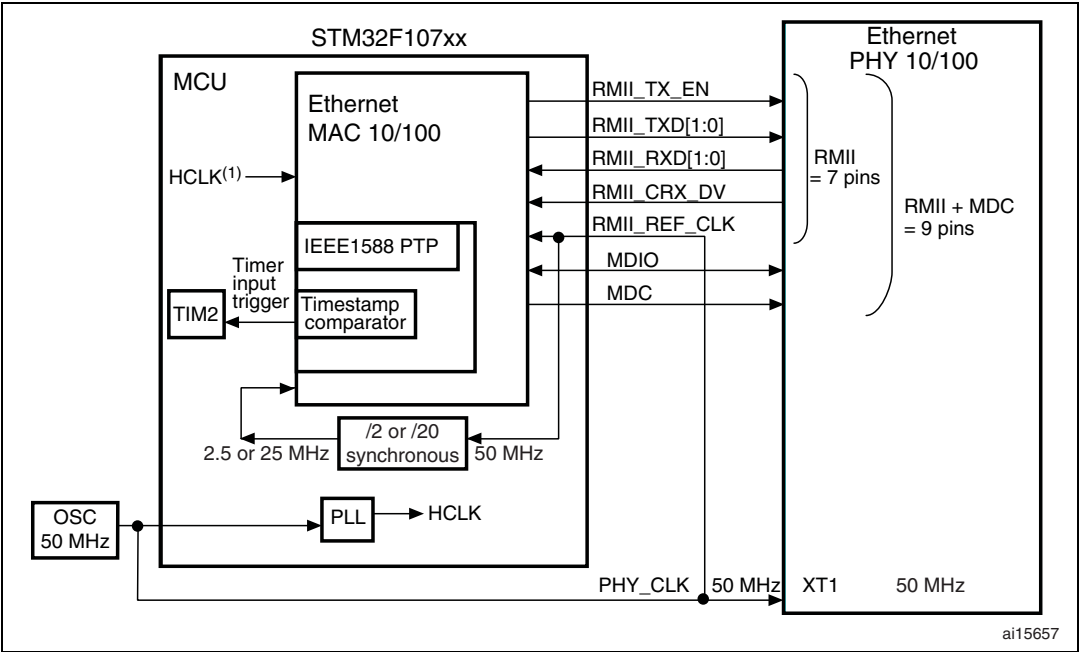 STM32F107xx
MCU
Ethernet
MAC 10/100
HCLK(1)
IEEE1588 PTP
Timer
input
trigger
TIM2
Timestamp
comparator
/2 or /20
synchronous
2.5 or 25 MHz
50 MHz
OSC
50 MHz
PLL
HCLK
RMII_TX_EN
RMII_TXD[1:0]
RMII_RXD[1:0]
RMII_CRX_DV
RMII_REF_CLK
MDIO
MDC
PHY_CLK 50 MHz
Ethernet
PHY 10/100
RMII
= 7 pins
RMII + MDC
= 9 pins
XT1 50 MHz
ai15657